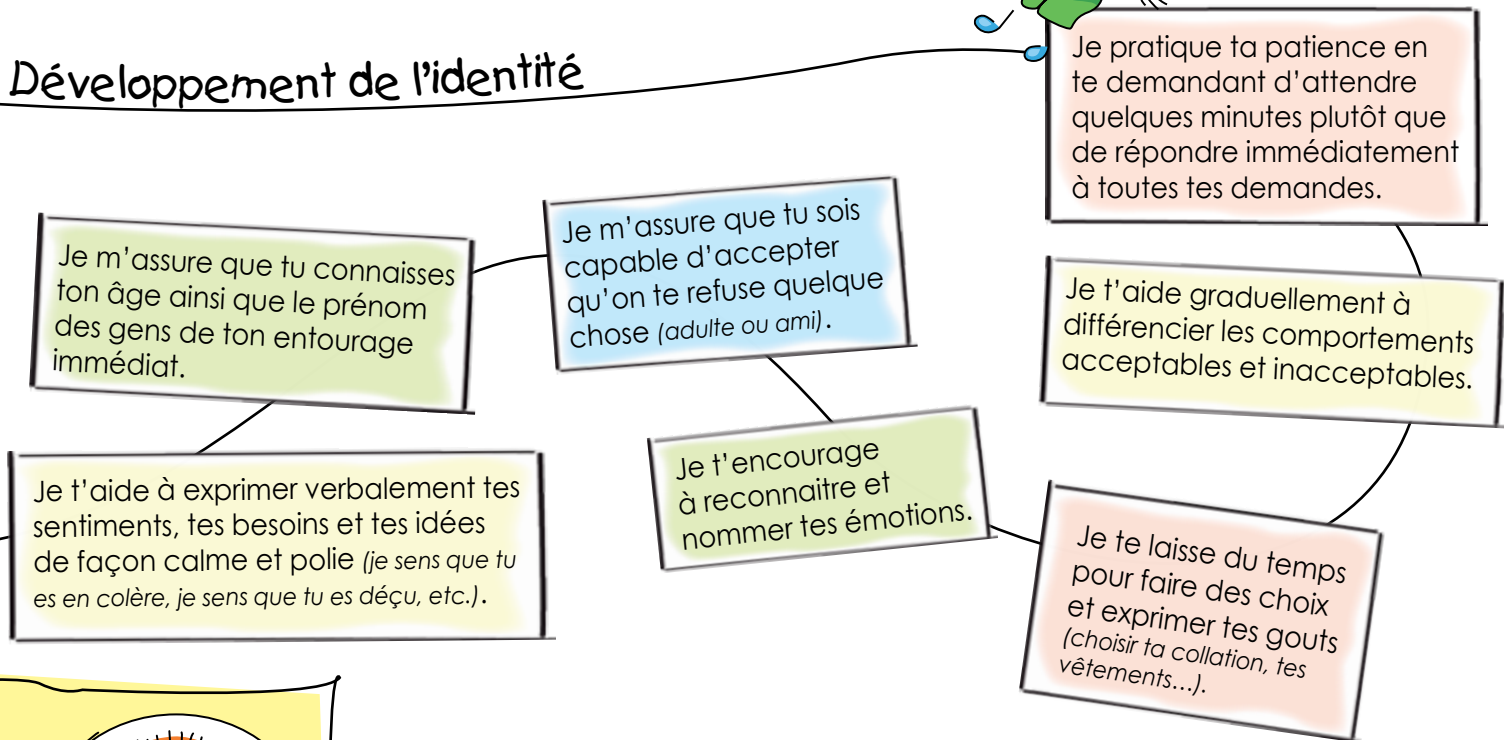 Développement de l'identité
Je pratique ta patience en
te demandant d'attendre
quelques minutes plutôt que
de répondre immédiatement
à toutes tes demandes.
Je t'aide graduellement à
différencier les comportements
acceptables et inacceptables.
Je te laisse du temps
pour faire des choix
et exprimer tes gouts
(choisir ta collation, tes
vêtements...).
Je t'encourage
à reconnaitre et
nommer tes émotions.
Je m'assure que tu sois
capable d'accepter
qu'on te refuse quelque
chose (adulte ou ami).
Je m'assure que tu connaisses
ton âge ainsi que le prénom
des gens de ton entourage
immédiat.
Je t'aide à exprimer verbalement tes
sentiments, tes besoins et tes idées
de façon calme et polie (je sens que tu
es en colère, je sens que tu es déçu, etc.).